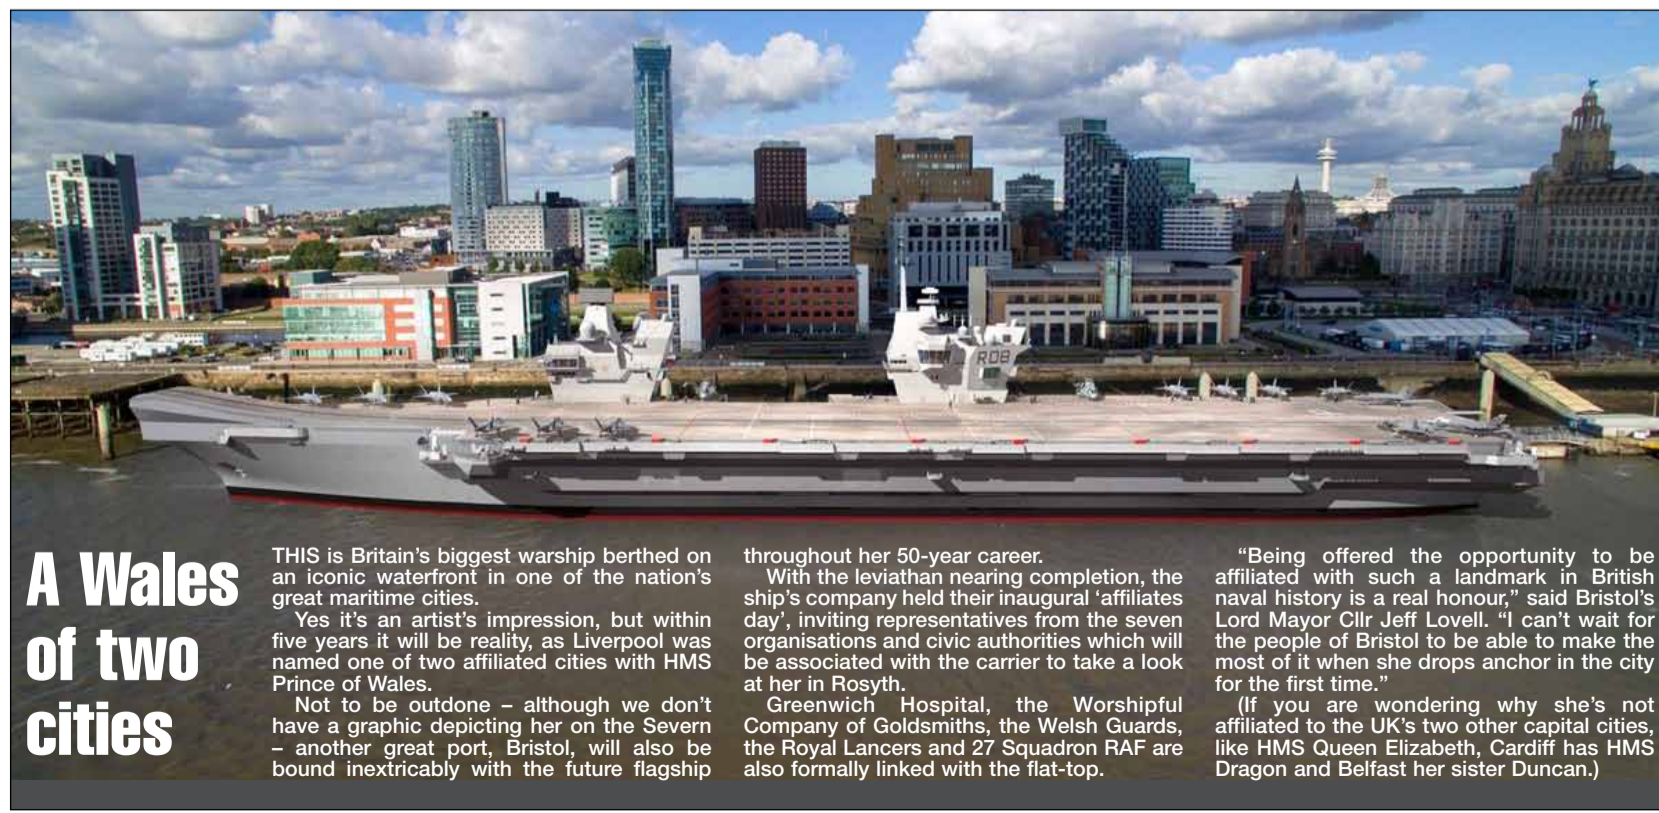 R08
A Wales
of two
cities
THIS is Britain's biggest warship berthed on
an iconic waterfront in one of the nation's
great maritime cities.
Yes it's an artist's impression, but within
five years it will be reality, as Liverpool was
named one of two affiliated cities with HMS
Prince of Wales.
Not to be outdone – although we don't
have a graphic depicting her on the Severn
– another great port, Bristol, will also be
bound inextricably with the future flagship
throughout her 50-year career.
With the leviathan nearing completion, the
ship's company held their inaugural 'affiliates
day', inviting representatives from the seven
organisations and civic authorities which will
be associated with the carrier to take a look
at her in Rosyth.
Greenwich Hospital, the Worshipful
Company of Goldsmiths, the Welsh Guards,
the Royal Lancers and 27 Squadron RAF are
also formally linked with the flat-top.
“Being offered the opportunity to be
affiliated with such a landmark in British
naval history is a real honour,” said Bristol's
Lord Mayor Cllr Jeff Lovell. “I can't wait for
the people of Bristol to be able to make the
most of it when she drops anchor in the city
for the first time.”
(If you are wondering why she's not
affiliated to the UK's two other capital cities,
like HMS Queen Elizabeth, Cardiff has HMS
Dragon and Belfast her sister Duncan.)